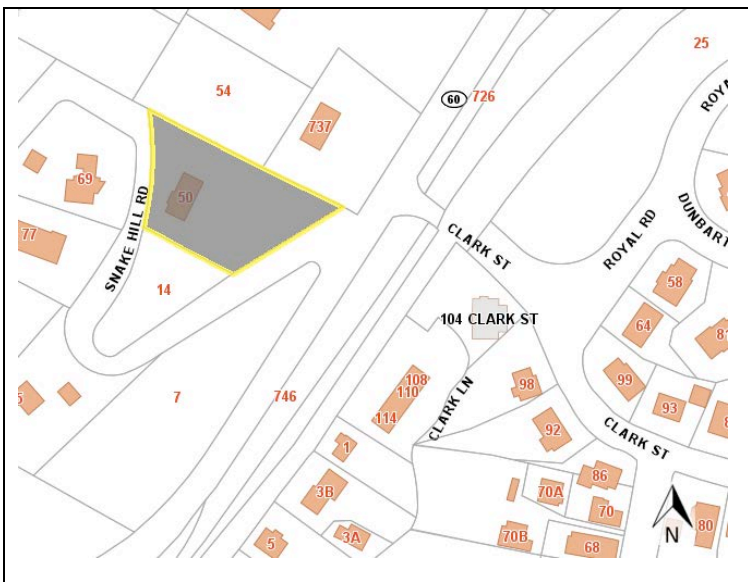 25
54
60
726
737
ROYA
69
50
SNAKE HILL RD
77
CLARK ST
ROYAL RD
DUNBART
14
58
104 CLARK ST
64
81
99
108
110
114
98
93
7
746
CLARK LN
92
CLARK ST
1
86
3B
70A
70
N
80
5
3A
70B
68